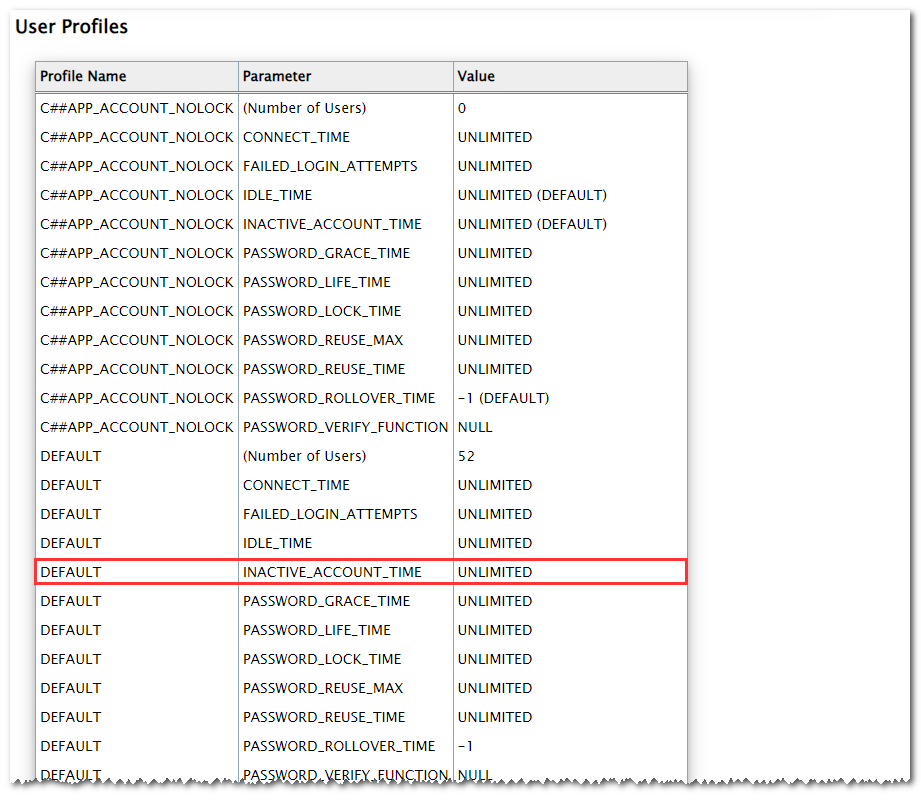 User Profiles
Profile Name Parameter Value
C##APP_ACCOUNT_NOLOCK (Number of Users) 0
C##APP_ACCOUNT_NOLOCK CONNECT_TIME UNLIMITED
C##APP_ACCOUNT_NOLOCK FAILED_LOGIN_ATTEMPTS UNLIMITED
C##APP_ACCOUNT_NOLOCK IDLE_TIME UNLIMITED (DEFAULT)
C##APP_ACCOUNT_NOLOCK INACTIVE_ACCOUNT_TIME UNLIMITED (DEFAULT)
C##APP_ACCOUNT_NOLOCK PASSWORD_GRACE_TIME UNLIMITED
C##APP_ACCOUNT_NOLOCK PASSWORD_LIFE_TIME UNLIMITED
C##APP_ACCOUNT_NOLOCK PASSWORD_LOCK_TIME UNLIMITED
C##APP_ACCOUNT_NOLOCK PASSWORD_REUSE_MAX UNLIMITED
C##APP_ACCOUNT_NOLOCK PASSWORD_REUSE_TIME UNLIMITED
C##APP_ACCOUNT_NOLOCK PASSWORD_ROLLOVER_TIME -1 (DEFAULT)
C##APP_ACCOUNT_NOLOCK PASSWORD_VERIFY_FUNCTION NULL
DEFAULT (Number of Users) 52
DEFAULT CONNECT_TIME UNLIMITED
DEFAULT FAILED_LOGIN_ATTEMPTS UNLIMITED
DEFAULT IDLE_TIME UNLIMITED
DEFAULT INACTIVE_ACCOUNT_TIME UNLIMITED
DEFAULT PASSWORD_GRACE_TIME UNLIMITED
DEFAULT PASSWORD_LIFE_TIME UNLIMITED
DEFAULT PASSWORD_LOCK_TIME UNLIMITED
DEFAULT PASSWORD_REUSE_MAX UNLIMITED
DEFAULT PASSWORD_REUSE_TIME UNLIMITED
DEFAULT PASSWORD_ROLLOVER_TIME -1
DEFAULT PASSWORD_VERIFY_FUNCTION NULL